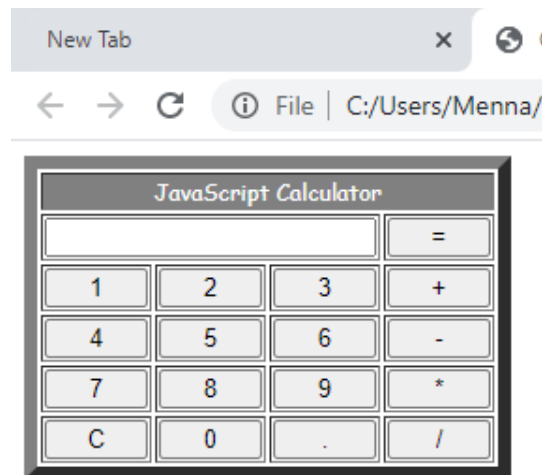 New Tab
File | C:/Users/Menna/
JavaScript Calculator
=
1 2 3 +
4 5 6 -
7 8 9 *
C 0 . /